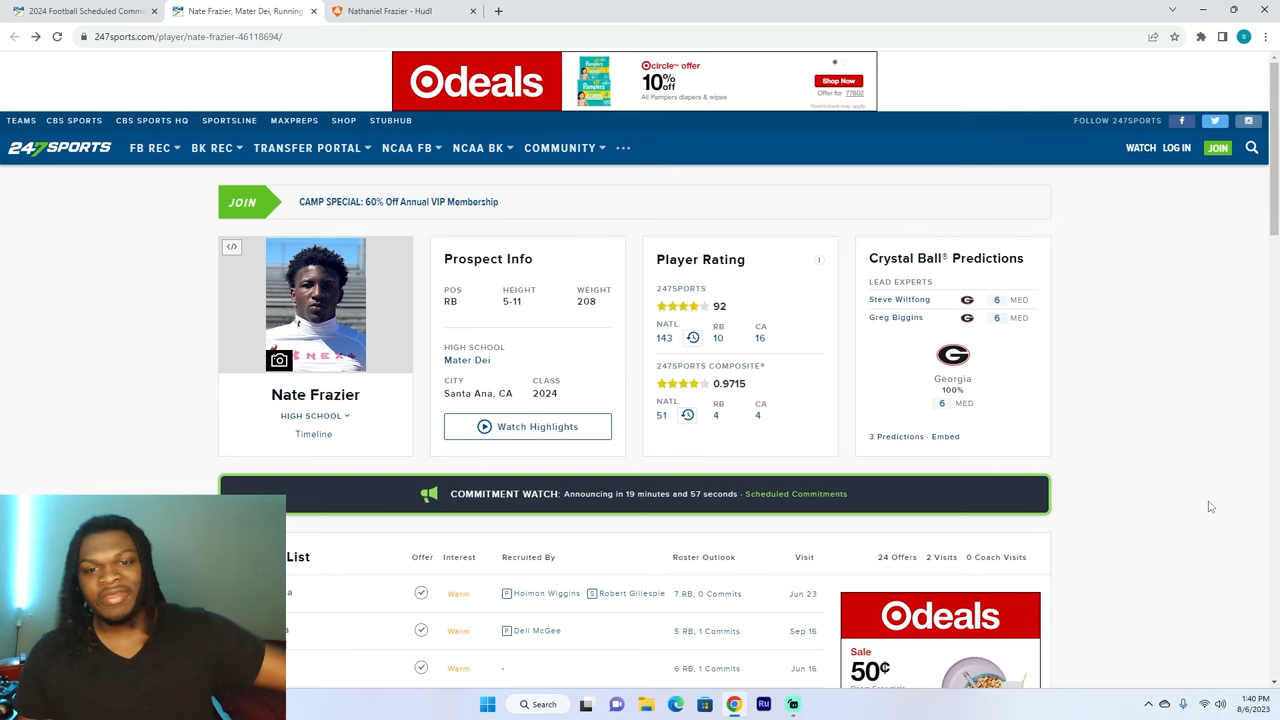 2024 Football Scheduled Comm
Nate Frazier, Mater Dei, Running
Nathaniel Frazier - Hudl
247sports.com/player/nate-frazier-46118694/
S
deals
circle™ offer
10% off
All Pampers diapers & wipes
Shop Now
Offer for 77802
Restrictions may apply
TEAMS CBS SPORTS CBS SPORTS HQ SPORTSLINE MAXPREPS SHOP STUBHUB
FOLLOW 247SPORTS
247SPORTS FB REC BK REC TRANSFER PORTAL NCAA FB NCAA BK COMMUNITY
WATCH LOG IN JOIN
JOIN CAMP SPECIAL: 60% Off Annual VIP Membership
Nate Frazier
HIGH SCHOOL
Timeline
Prospect Info
POS HEIGHT WEIGHT
RB 5-11 208
HIGH SCHOOL
Mater Dei
CITY CLASS
Santa Ana, CA 2024
Watch Highlights
Player Rating
247SPORTS
92
NATL. RB CA
143 10 16
247SPORTS COMPOSITE®
0.9715
NATL. RB CA
51 4 4
Crystal Ball® Predictions
LEAD EXPERTS
Steve Wiltfong G 6 MED
Greg Biggins G 6 MED
G
Georgia
100%
6 MED
3 Predictions · Embed
COMMITMENT WATCH: Announcing in 19 minutes and 57 seconds - Scheduled Commitments
List Offer Interest Recruited By Roster Outlook Visit 24 Offers 2 Visits 0 Coach Visits
a Warm P Holmon Wiggins S Robert Gillespie 7 RB, 0 Commits Jun 23
a Warm P Dell McGee 5 RB, 1 Commits Sep 16
Warm - 6 RB, 1 Commits Jun 16
deals
Sale
50¢
Search
Ru
1:40 PM
8/6/2023